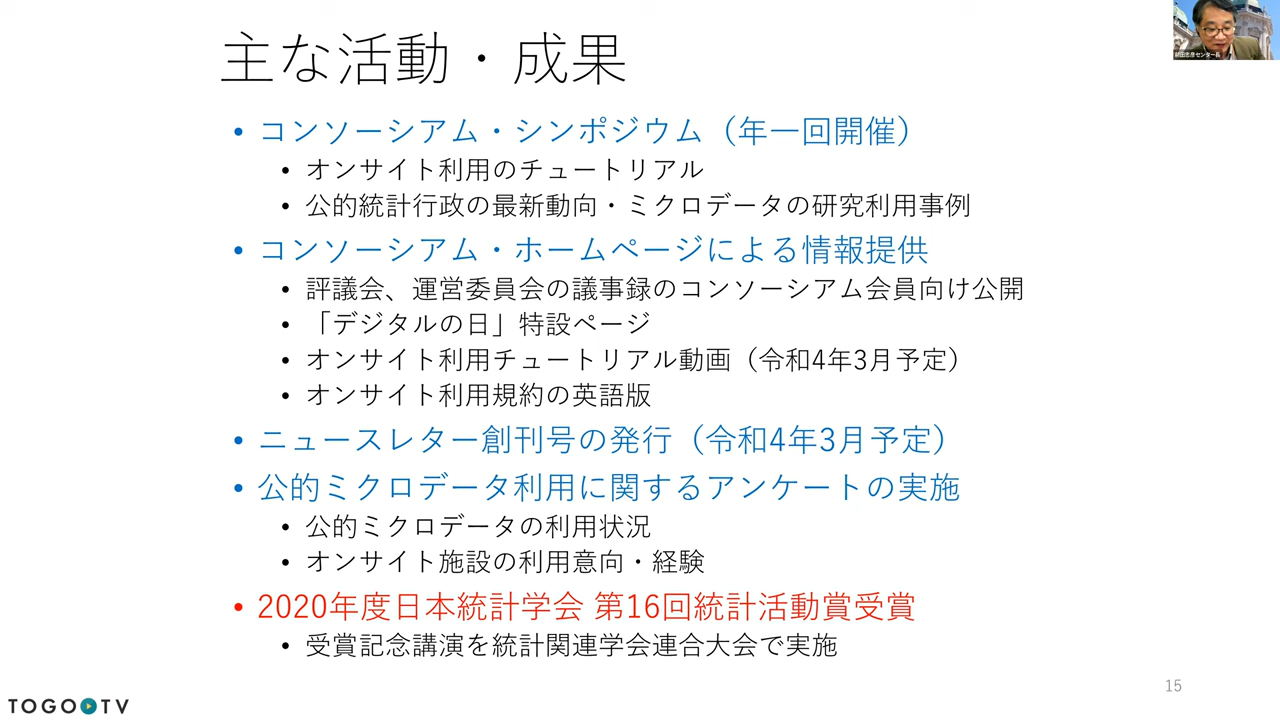 主な活動・成果
• コンソーシアム・シンポジウム（年一回開催）
• オンサイト利用のチュートリアル
• 公的統計行政の最新動向・ミクロデータの研究利用事例
• コンソーシアム・ホームページによる情報提供
• 評議会、運営委員会の議事録のコンソーシアム会員向け公開
• 「デジタルの日」特設ページ
• オンサイト利用チュートリアル動画（令和4年3月予定）
• オンサイト利用規約の英語版
• ニュースレター創刊号の発行（令和4年3月予定）
• 公的ミクロデータ利用に関するアンケートの実施
• 公的ミクロデータの利用状況
• オンサイト施設の利用意向・経験
• 2020年度日本統計学会 第16回統計活動賞受賞
• 受賞記念講演を統計関連学会連合大会で実施
15
TOGO TV